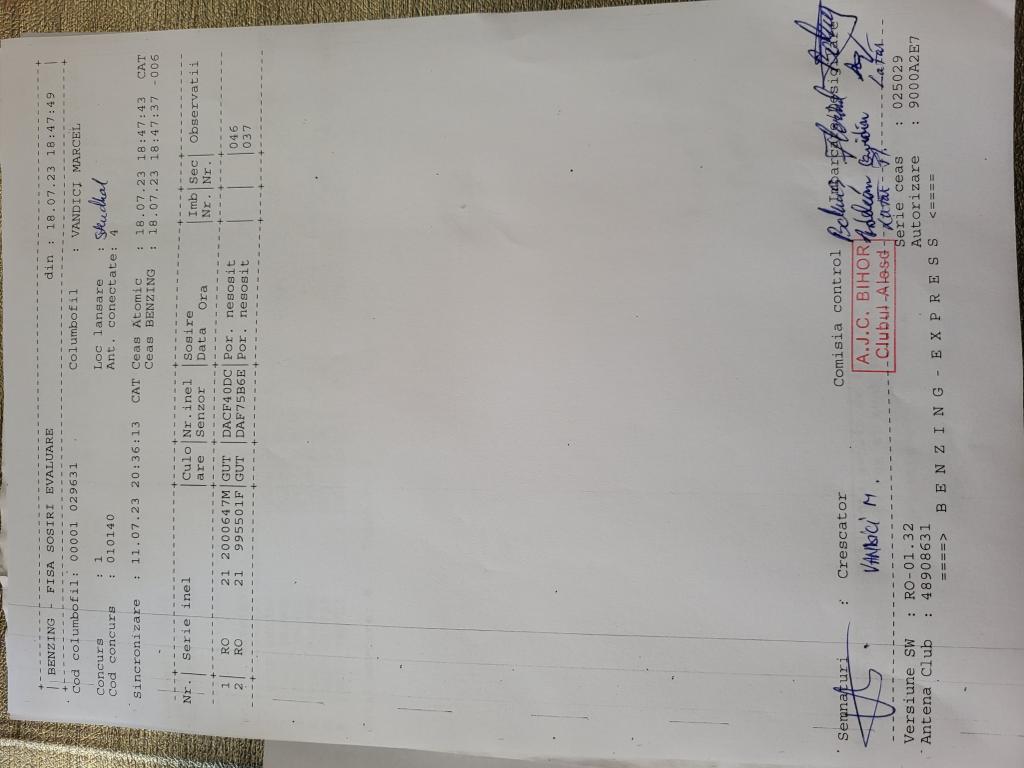 | BENZING - FISA SOSIRI EVALUARE din : 18.07.23 18:47:49 |
Cod columbofil: 00001 029631 Columbofil : VANDICI MARCEL
Concurs : 1 Loc lansare :
Cod concurs : 010140 Ant. conectate: 4
Sincronizare : 11.07.23 20:36:13 CAT Ceas Atomic : 18.07.23 18:47:43 CAT
Ceas BENZING : 18.07.23 18:47:37 -006
Nr.| Serie inel |Culo|Nr.inel |Sosire |Imb|Sec| Observatii
| |are |Senzor |Data Ora |Nr.|Nr|
1| RO 21 2000647M|GUT |DACF40DC|Por. nesosit | |046
2| RO 21 995501F|GUT |DAF75B6E|Por. nesosit | |037
Semnaturi : Crescator Comisia control Imbarcare/Desigilare
VANDICI M.
A.J.C. BIHOR
Clubul Alesd
Versiune SW : RO-01.32 Serie ceas : 025029
Antena Club : 48908631 Autorizare : 9000A2E7
====> B E N Z I N G - E X P R E S S <====